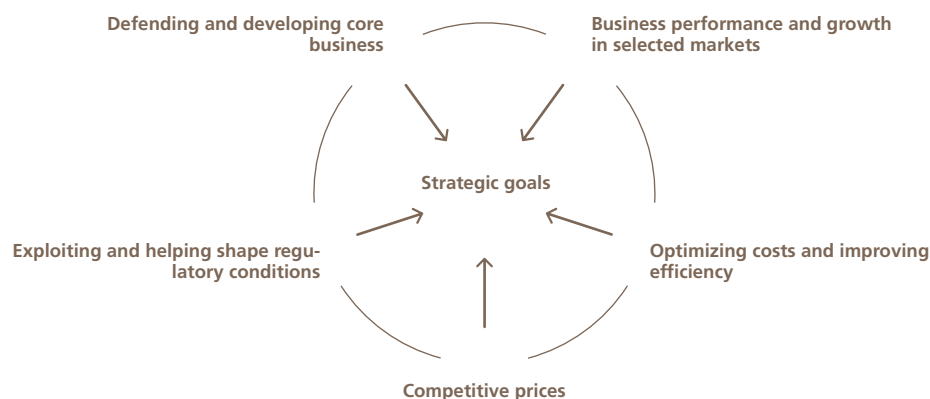 Defending and developing core
business
Business performance and growth
in selected markets
Strategic goals
Exploiting and helping shape regu-
latory conditions
Optimizing costs and improving
efficiency
Competitive prices